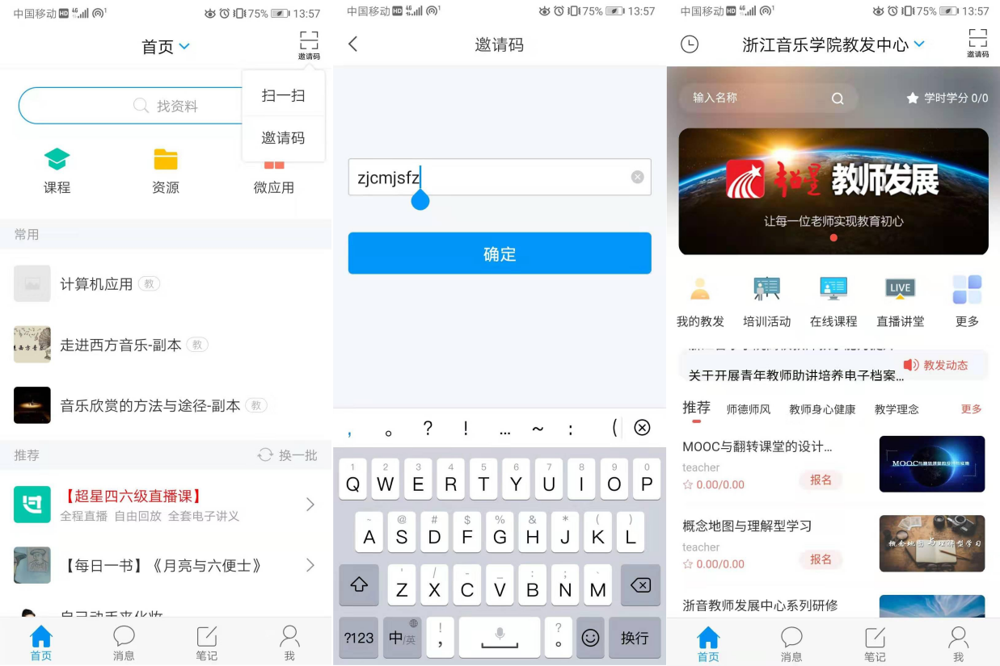 中国移动 HD 4G 1 75% 13:57
首页
邀请码
扫一扫
邀请码
找资料
课程 资源 微应用
常用
计算机应用 教
走进西方音乐-副本 教
音乐欣赏的方法与途径-副本 教
推荐 换一批
【超星四六级直播课】
全程直播 自由回放 全套电子讲义
【每日一书】《月亮与六便士》
首页 消息 笔记 我
中国移动 HD 4G 1 75% 13:57
邀请码
zjcmjsfz
确定
, 。 ? ! … ~ : (
1 2 3 4 5 6 7 8 9 0
Q W E R T Y U I O P
~ @ # $ % & * ( )
A S D F G H J K L
' / - _ : ; 、
Z X C V B N M
?123 中/英 ! , ? 。 换行
中国移动 HD 4G 1 75% 13:57
浙江音乐学院教发中心
邀请码
输入名称 学时学分 0/0
超星 教师发展
让每一位老师实现教育初心
LIVE
我的教发 培训活动 在线课程 直播讲堂 更多
关于开展青年教师助讲培养电子档案... 教发动态
推荐 师德师风 教师身心健康 教学理念 更多
MOOC与翻转课堂的设计...
teacher
0.00/0.00 报名
概念地图与理解型学习
teacher
0.00/0.00 报名
概念地图与理解型学习
浙音教师发展中心系列研修
首页 消息 笔记 我